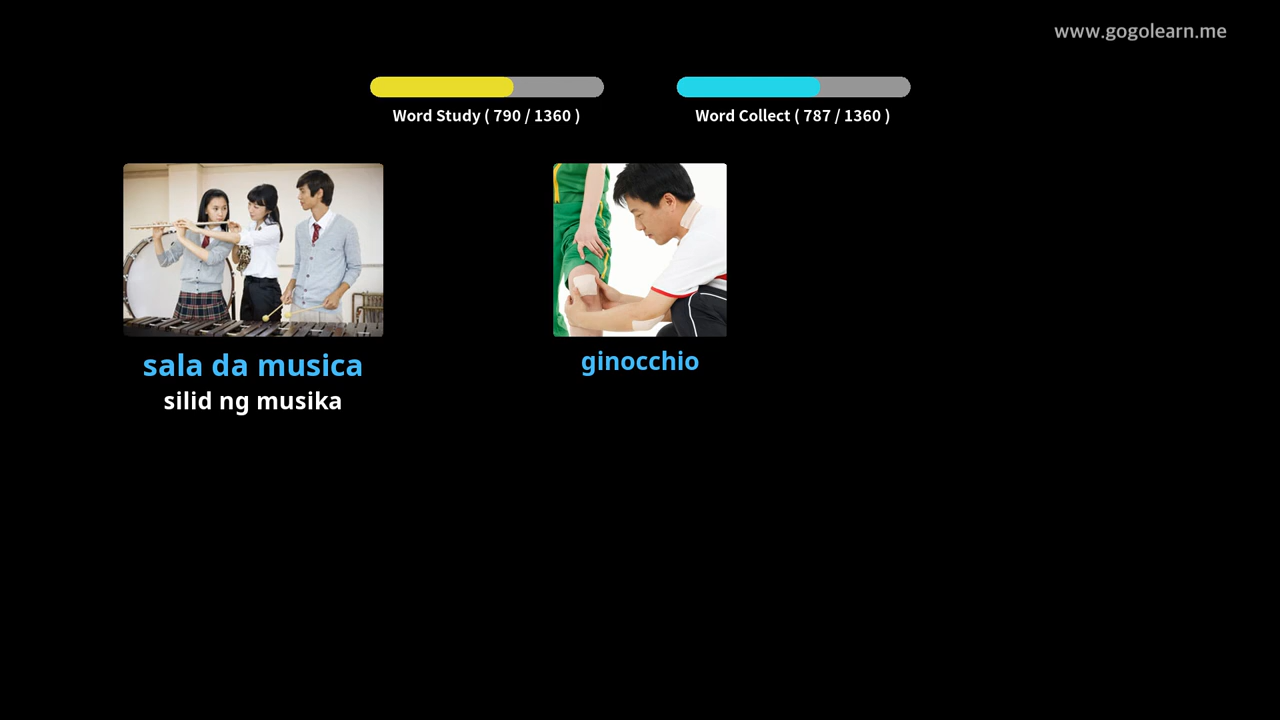 www.gogolearn.me
Word Study ( 790 / 1360 )
Word Collect ( 787 / 1360 )
sala da musica
silid ng musika
ginocchio